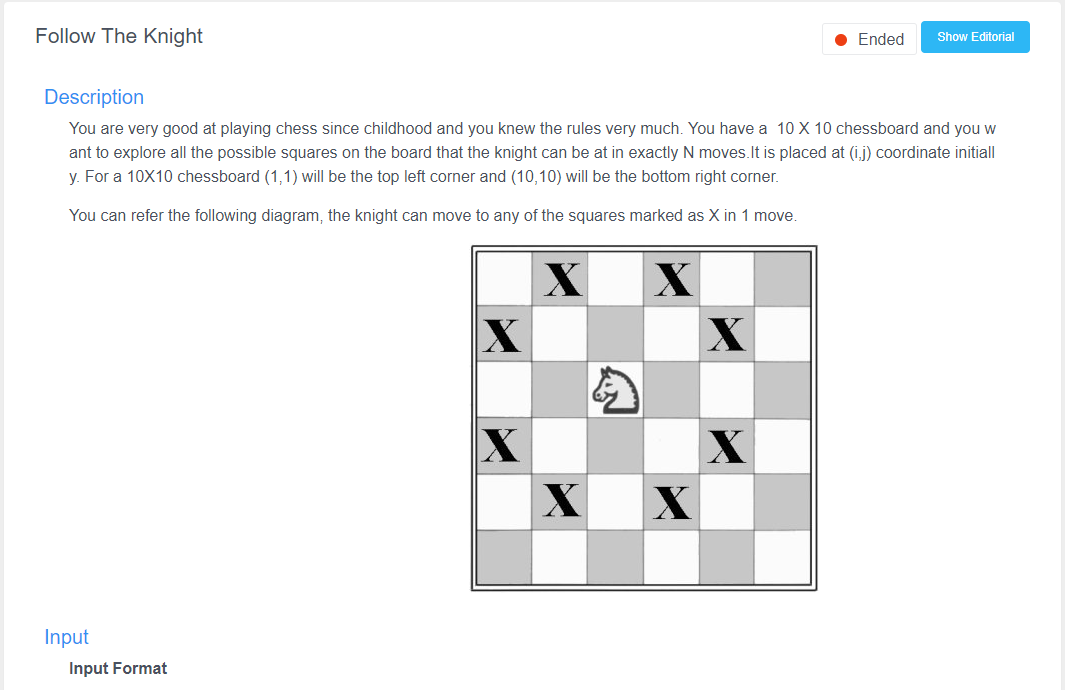 Follow The Knight
Ended
Show Editorial
Description
You are very good at playing chess since childhood and you knew the rules very much. You have a  10 X 10 chessboard and you w
ant to explore all the possible squares on the board that the knight can be at in exactly N moves.It is placed at (i,j) coordinate initiall
y. For a 10X10 chessboard (1,1) will be the top left corner and (10,10) will be the bottom right corner.
You can refer the following diagram, the knight can move to any of the squares marked as X in 1 move.
X X
X X
X X
X X
Input
Input Format